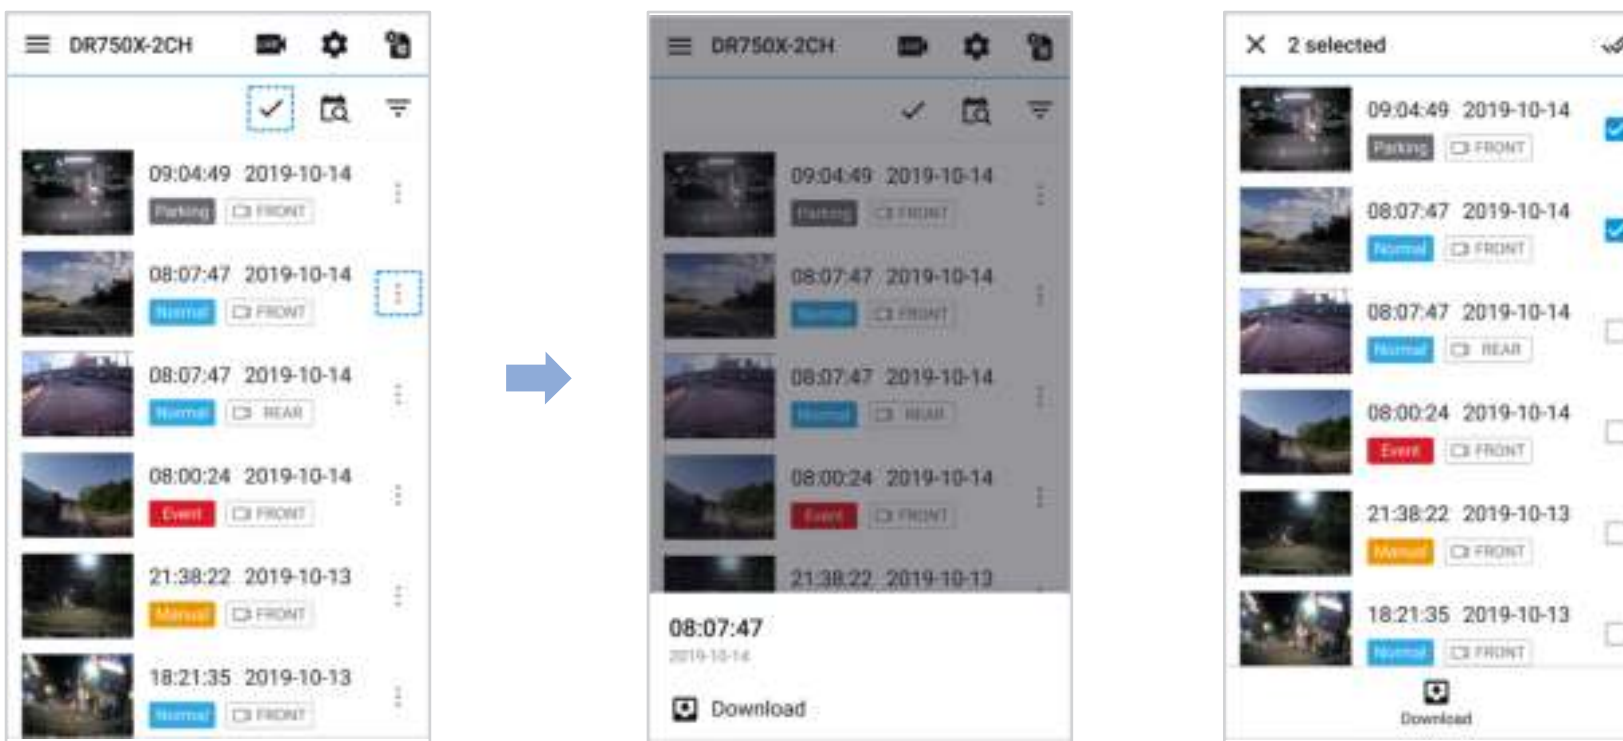 DR750X-2CH
09:04:49 2019-10-14
Parking FRONT
08:07:47 2019-10-14
Normal FRONT
08:07:47 2019-10-14
Normal REAR
08:00:24 2019-10-14
Event FRONT
21:38:22 2019-10-13
Manual FRONT
18:21:35 2019-10-13
Normal FRONT
DR750X-2CH
09:04:49 2019-10-14
Parking FRONT
08:07:47 2019-10-14
Normal FRONT
08:07:47 2019-10-14
Normal REAR
08:00:24 2019-10-14
Event FRONT
21:38:22 2019-10-13
08:07:47
2019-10-14
Download
2 selected
09:04:49 2019-10-14
Parking FRONT
08:07:47 2019-10-14
Normal FRONT
08:07:47 2019-10-14
Normal REAR
08:00:24 2019-10-14
Event FRONT
21:38:22 2019-10-13
Manual FRONT
18:21:35 2019-10-13
Normal FRONT
Download